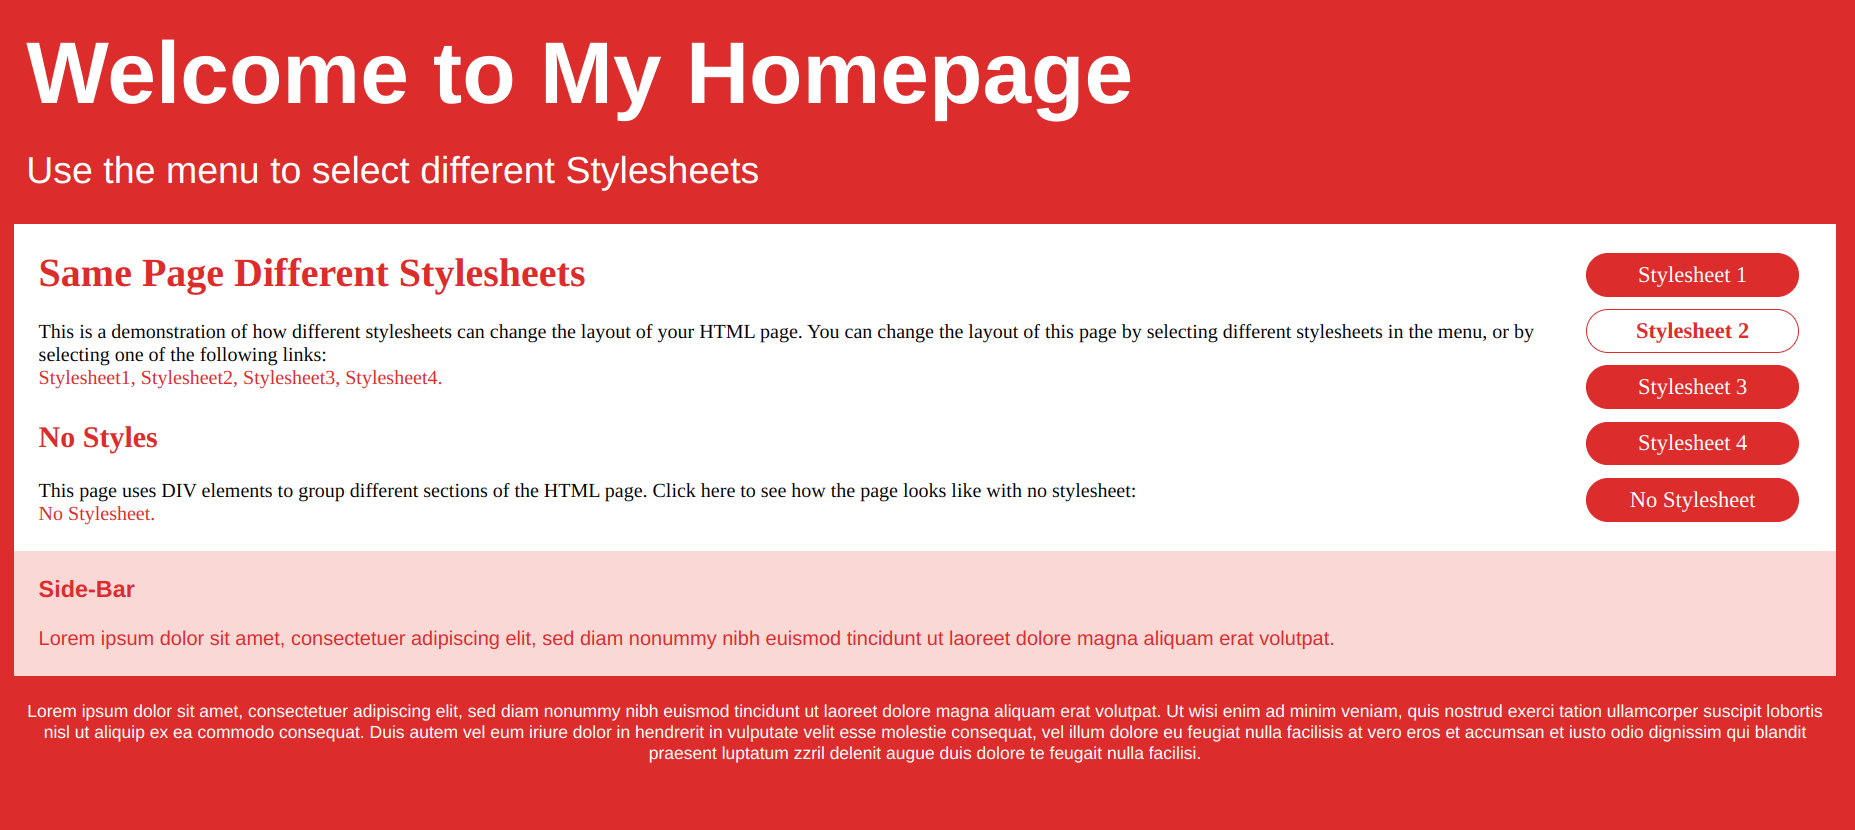 Welcome to My Homepage
Use the menu to select different Stylesheets
Same Page Different Stylesheets
This is a demonstration of how different stylesheets can change the layout of your HTML page. You can change the layout of this page by selecting different stylesheets in the menu, or by
selecting one of the following links:
Stylesheet1, Stylesheet2, Stylesheet3, Stylesheet4.
No Styles
This page uses DIV elements to group different sections of the HTML page. Click here to see how the page looks like with no stylesheet:
No Stylesheet.
Stylesheet 1
Stylesheet 2
Stylesheet 3
Stylesheet 4
No Stylesheet
Side-Bar
Lorem ipsum dolor sit amet, consectetuer adipiscing elit, sed diam nonummy nibh euismod tincidunt ut laoreet dolore magna aliquam erat volutpat.
Lorem ipsum dolor sit amet, consectetuer adipiscing elit, sed diam nonummy nibh euismod tincidunt ut laoreet dolore magna aliquam erat volutpat. Ut wisi enim ad minim veniam, quis nostrud exerci tation ullamcorper suscipit lobortis
nisl ut aliquip ex ea commodo consequat. Duis autem vel eum iriure dolor in hendrerit in vulputate velit esse molestie consequat, vel illum dolore eu feugiat nulla facilisis at vero eros et accumsan et iusto odio dignissim qui blandit
praesent luptatum zzril delenit augue duis dolore te feugait nulla facilisi.